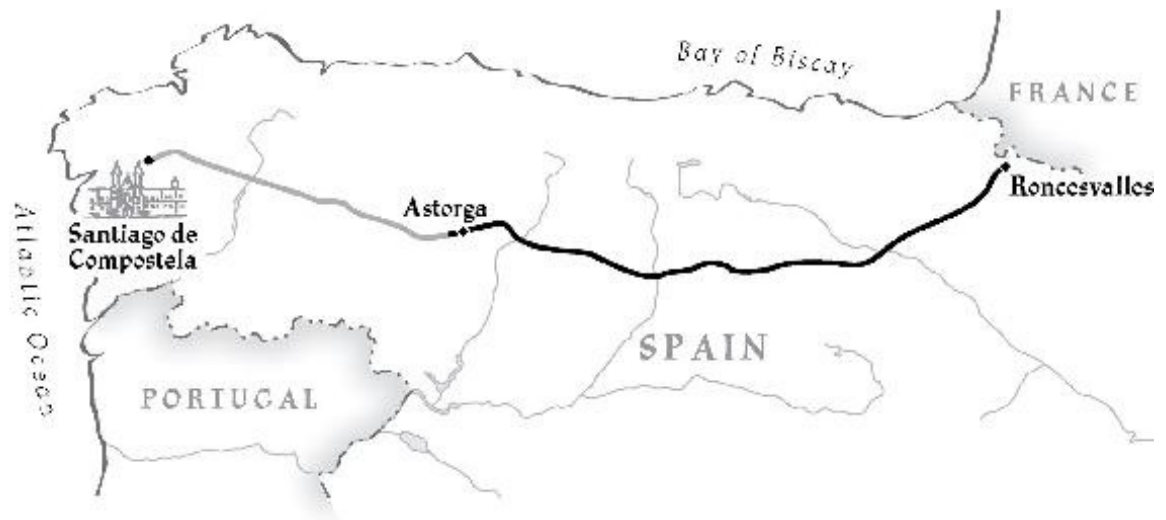 Bay of Biscay
FRANCE
Roncesvalles
Astorga
Santiago de
Compostela
Atlantic Ocean
SPAIN
PORTUGAL